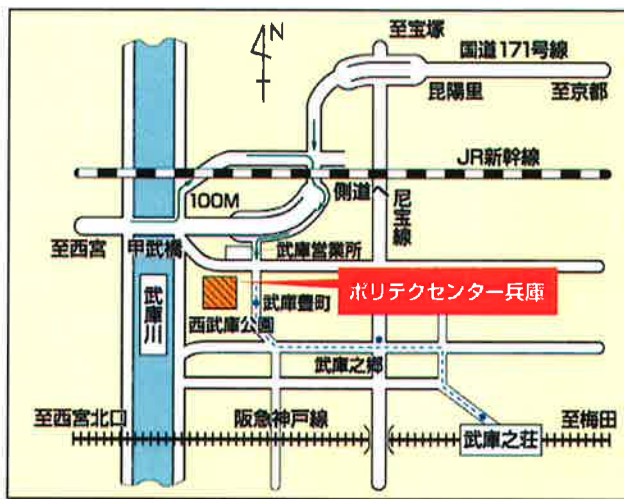 N
至宝塚
国道171号線
昆陽里
至京都
JR新幹線
側道
尼宝線
100M
至西宮
甲武橋
武庫営業所
ポリテクセンター兵庫
武庫豊町
西武庫公園
武庫川
武庫之郷
至西宮北口
阪急神戸線
武庫之荘
至梅田